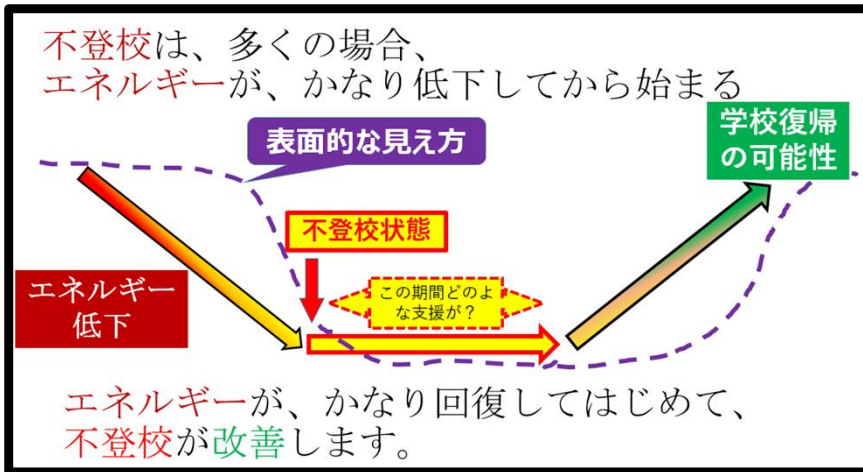 不登校は、多くの場合、
エネルギーが、かなり低下してから始まる
表面的な見え方
学校復帰
の可能性
不登校状態
エネルギー
低下
この期間どのよ
うな支援が？
エネルギーが、かなり回復してはじめて、
不登校が改善します。